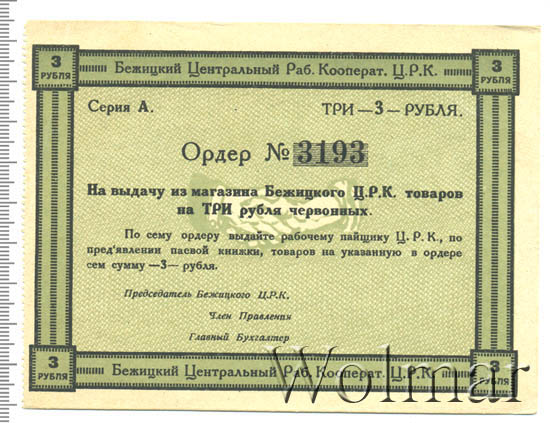 3 РУБЛЯ
Бежицкий Центральный Раб. Кооперат. Ц.Р.К.
3 РУБЛЯ
Серия А. ТРИ —3— РУБЛЯ.
Ордер № 3193
На выдачу из магазина Бежицкого Ц.Р.К. товаров
на ТРИ рубля червонных.
По сему ордеру выдайте рабочему пайщику Ц. Р. К., по
пред'явлении паевой книжки, товаров на указанную в ордере
сем сумму —3— рубля.
Председатель Бежицкого Ц.Р.К.
Член Правления
Главный Бухгалтер
3 РУБЛЯ
Бежицкий Центральный Раб. Кооперат. Ц.Р.К.
3 РУБЛЯ
Wolmar